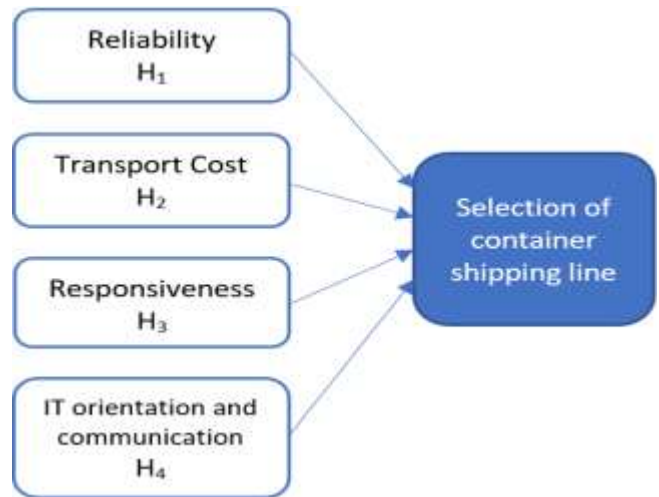 Reliability
H₁
Transport Cost
H₂
Responsiveness
H₃
IT orientation and
communication
H₄
Selection of
container
shipping line